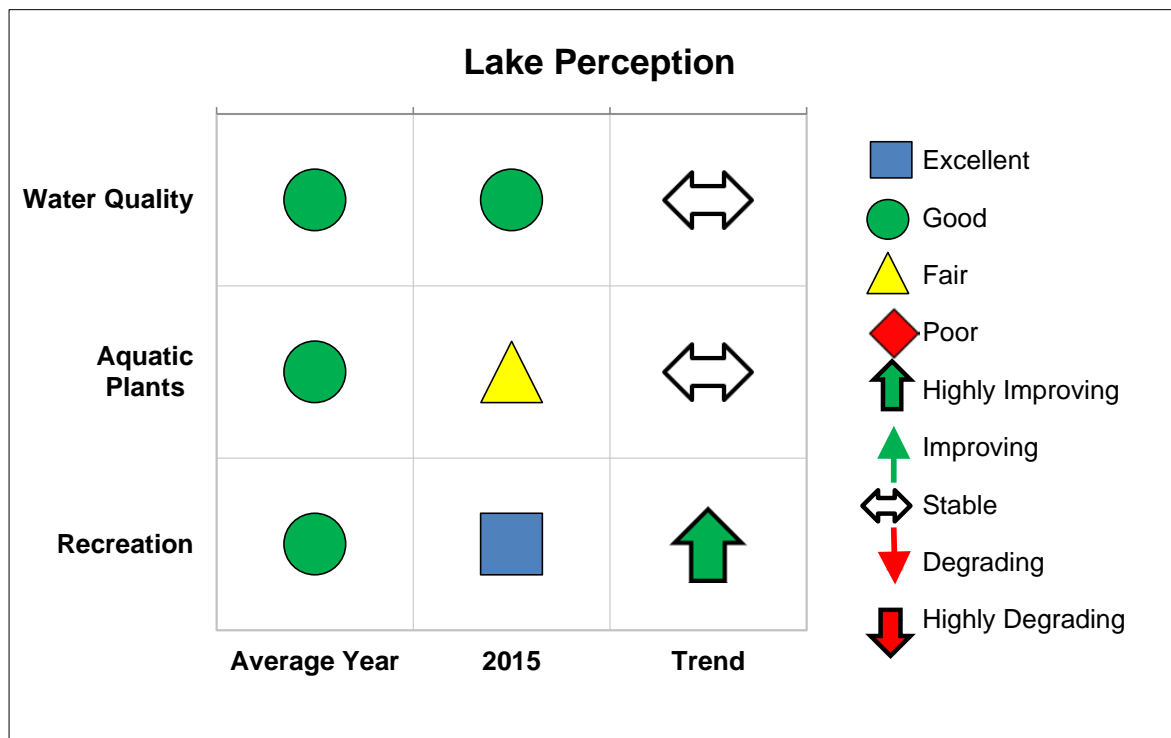 Lake Perception
Water Quality
Aquatic
Plants
Recreation
Average Year
2015
Trend
Excellent
Good
Fair
Poor
Highly Improving
Improving
Stable
Degrading
Highly Degrading